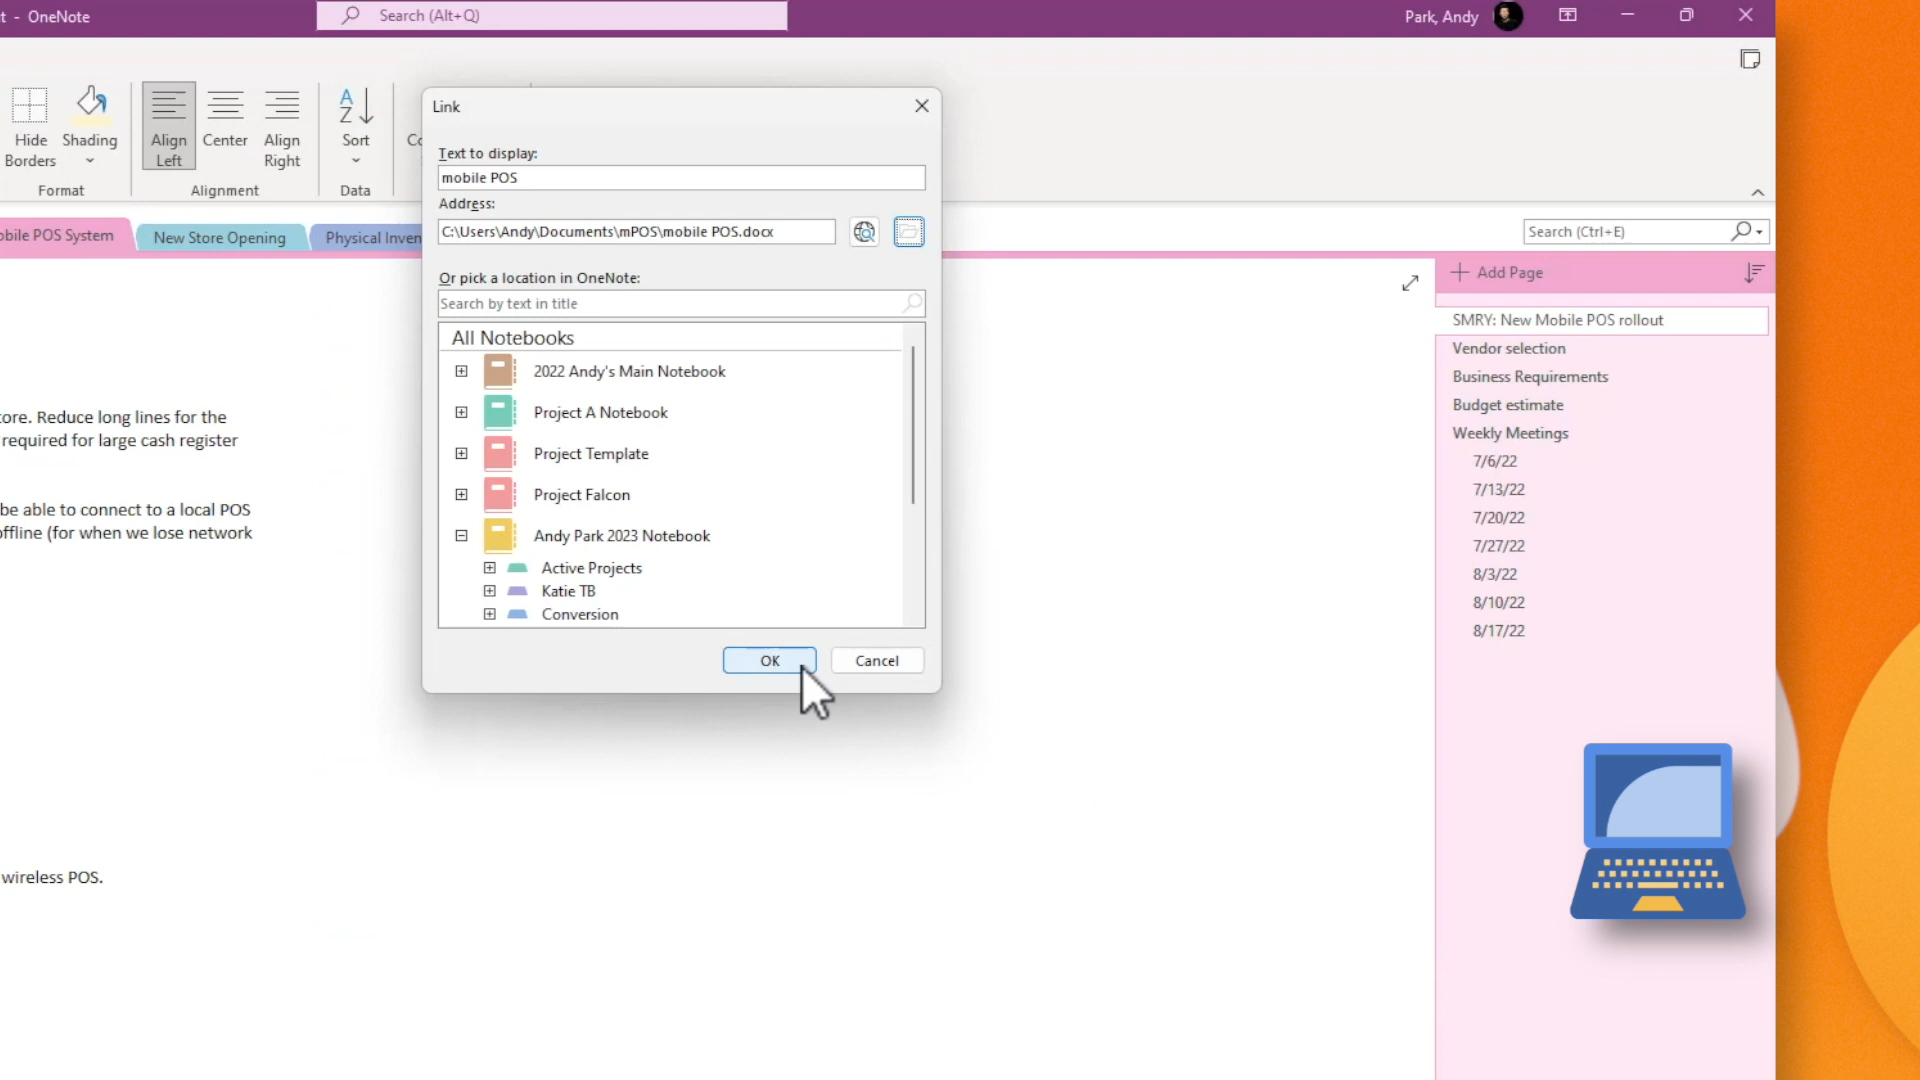 t - OneNote
Search (Alt+Q)
Park, Andy
Hide
Borders
Shading
Align
Left
Center
Align
Right
Sort
Format
Alignment
Data
Mobile POS System
New Store Opening
Physical Inven
Search (Ctrl+E)
Link
Text to display:
mobile POS
Address:
C:\Users\Andy\Documents\mPOS\mobile POS.docx
Or pick a location in OneNote:
Search by text in title
All Notebooks
2022 Andy's Main Notebook
Project A Notebook
Project Template
Project Falcon
Andy Park 2023 Notebook
Active Projects
Katie TB
Conversion
OK
Cancel
ore. Reduce long lines for the
required for large cash register
be able to connect to a local POS
offline (for when we lose network
wireless POS.
Add Page
SMRY: New Mobile POS rollout
Vendor selection
Business Requirements
Budget estimate
Weekly Meetings
7/6/22
7/13/22
7/20/22
7/27/22
8/3/22
8/10/22
8/17/22